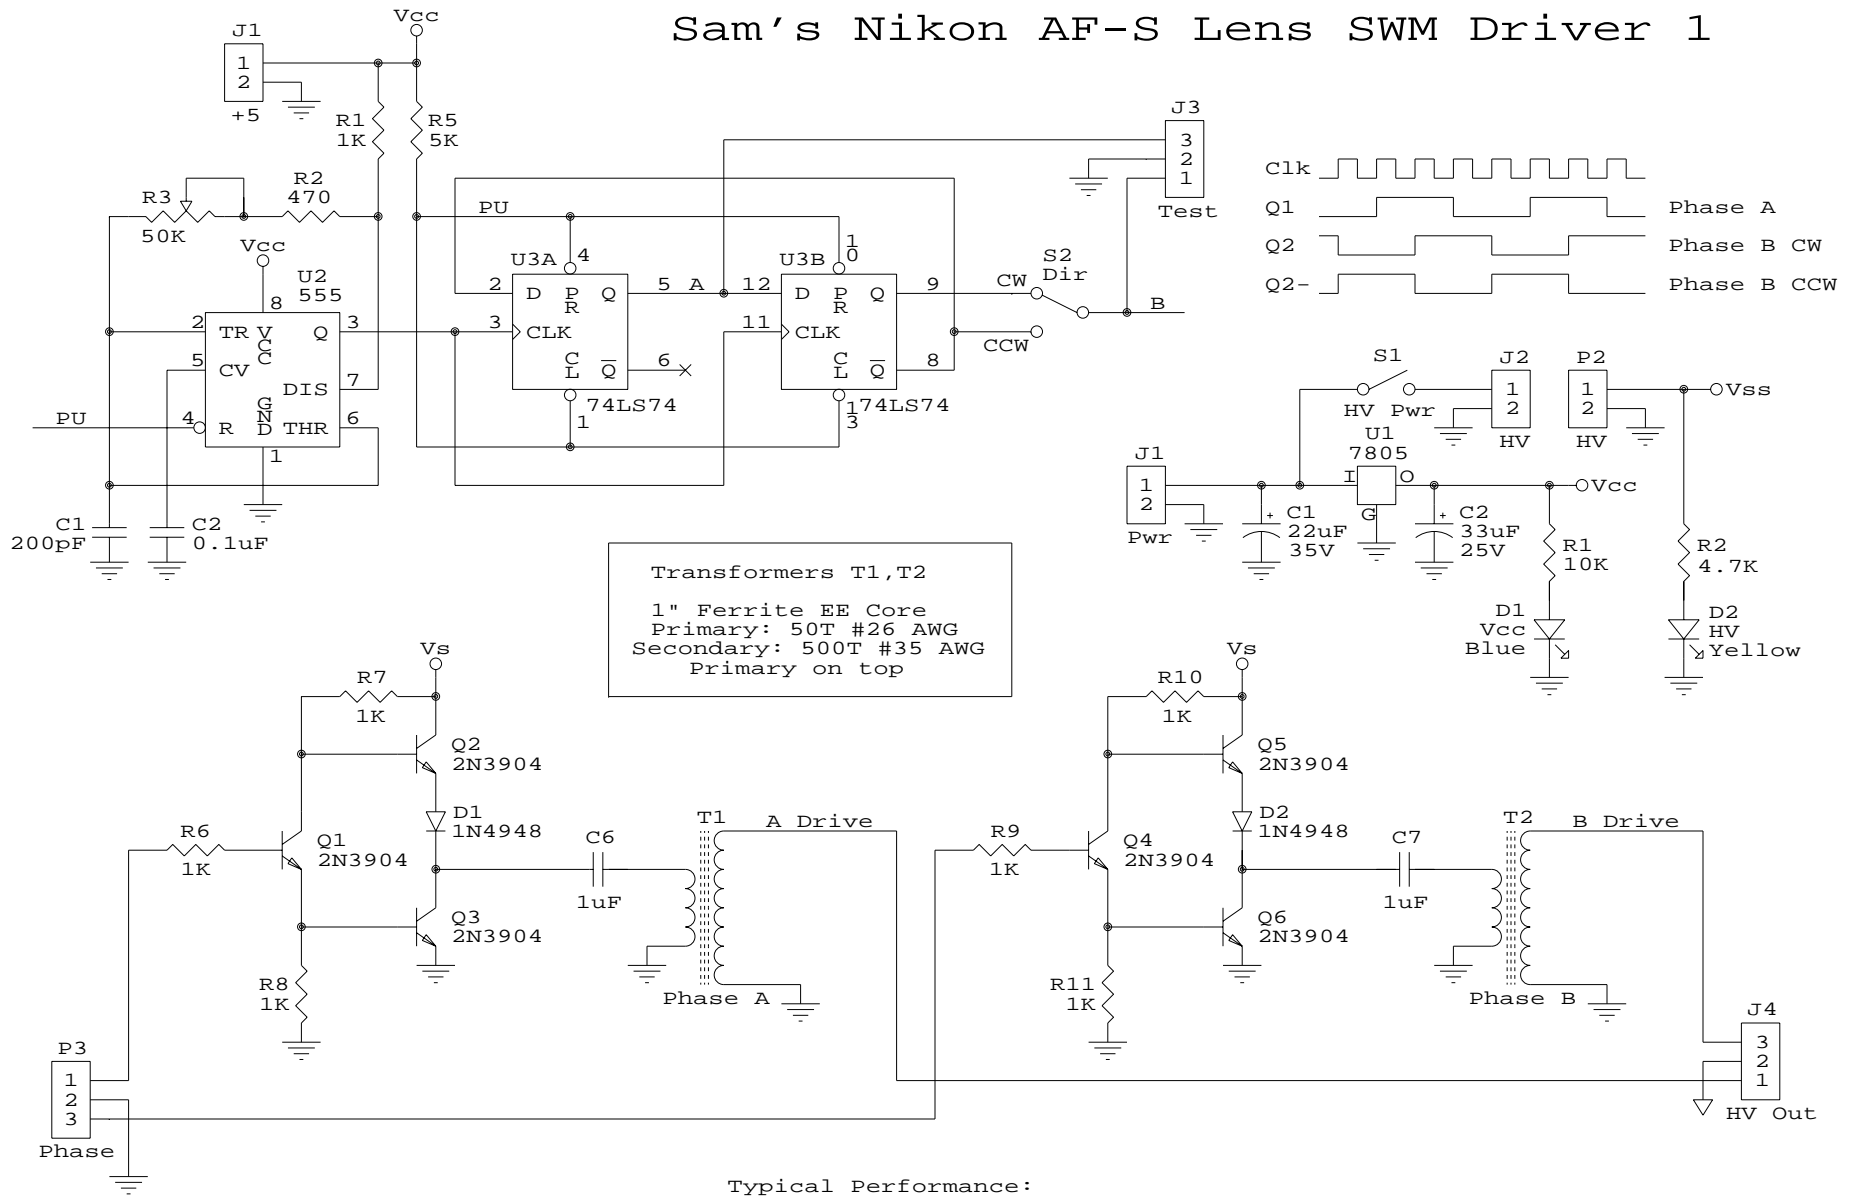 Sam's Nikon AF-S Lens SWM Driver 1
Vcc
J1
1
2
+5
R1
1K
R5
5K
R3
50K
R2
470
PU
Vcc
U2
555
8
2
TR
VCC
Q
3
5
CV
DIS
7
PU
4
R
GND
THR
6
1
C1
200pF
C2
0.1uF
U3A
4
2
D
PR
Q
5
A
3
CLK
CL
Q
6
1
74LS74
U3B
10
12
D
PR
Q
9
11
CLK
CL
Q
8
13
74LS74
CW
CCW
S2
Dir
B
J3
3
2
1
Test
Clk
Q1
Phase A
Q2
Phase B CW
Q2-
Phase B CCW
S1
HV Pwr
J2
1
2
HV
P2
1
2
HV
Vss
J1
1
2
Pwr
U1
7805
I
O
G
Vcc
+
C1
22uF
35V
+
C2
33uF
25V
R1
10K
R2
4.7K
D1
Vcc
Blue
D2
HV
Yellow
Transformers T1,T2
1" Ferrite EE Core
Primary: 50T #26 AWG
Secondary: 500T #35 AWG
Primary on top
Vs
R7
1K
Q2
2N3904
D1
1N4948
R6
1K
Q1
2N3904
Q3
2N3904
R8
1K
C6
1uF
T1
A Drive
Phase A
Vs
R10
1K
Q5
2N3904
D2
1N4948
R9
1K
Q4
2N3904
Q6
2N3904
R11
1K
C7
1uF
T2
B Drive
Phase B
P3
1
2
3
Phase
J4
3
2
1
HV Out
Typical Performance: